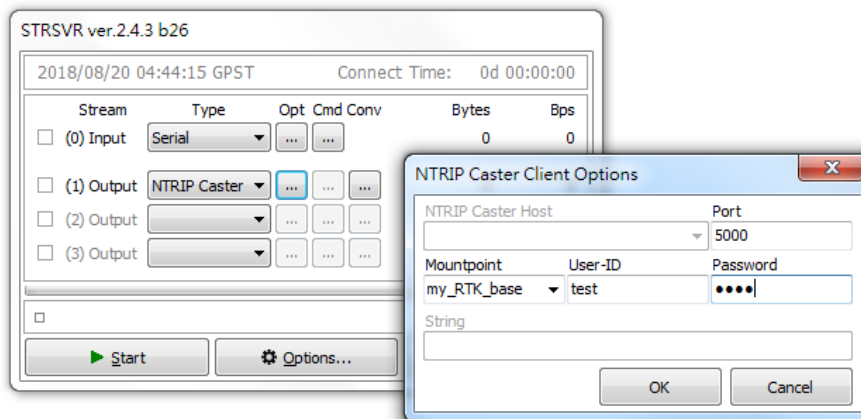 STRSVR ver.2.4.3 b26
2018/08/20 04:44:15 GPST Connect Time: 0d 00:00:00
Stream Type Opt Cmd Conv Bytes Bps
(0) Input Serial ... ... 0 0
(1) Output NTRIP Caster ... ... ...
(2) Output ... ... ...
(3) Output ... ... ...
Start Options...
NTRIP Caster Client Options
NTRIP Caster Host Port
5000
Mountpoint User-ID Password
my_RTK_base test ●●●●
String
OK Cancel